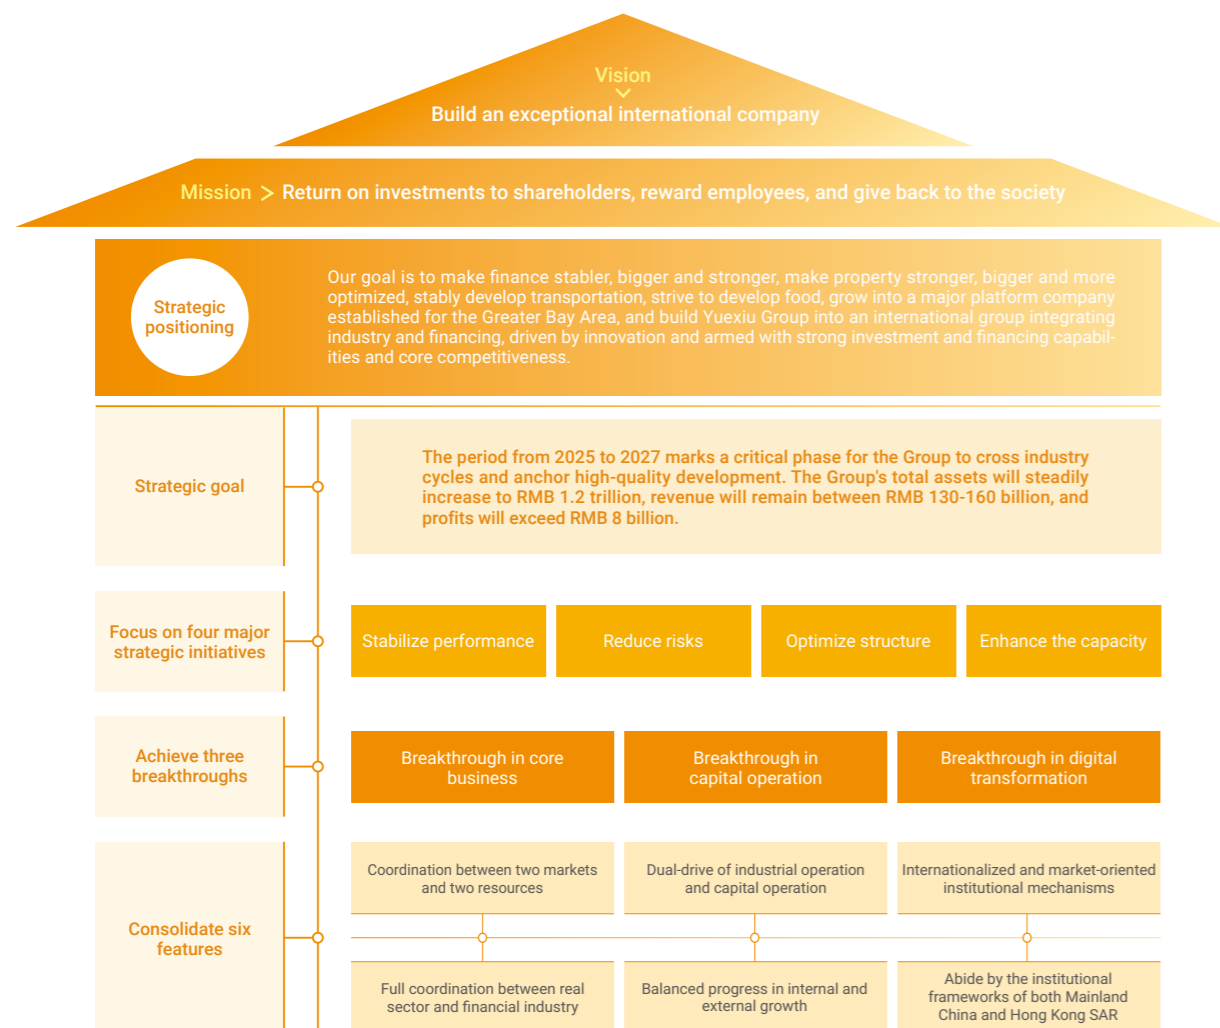 Vision
Build an exceptional international company
Mission > Return on investments to shareholders, reward employees, and give back to the society
Strategic
positioning
Our goal is to make finance stabler, bigger and stronger, make property stronger, bigger and more
optimized, stably develop transportation, strive to develop food, grow into a major platform company
established for the Greater Bay Area, and build Yuexiu Group into an international group integrating
industry and financing, driven by innovation and armed with strong investment and financing capabil-
ities and core competitiveness.
Strategic goal
The period from 2025 to 2027 marks a critical phase for the Group to cross industry
cycles and anchor high-quality development. The Group's total assets will steadily
increase to RMB 1.2 trillion, revenue will remain between RMB 130-160 billion, and
profits will exceed RMB 8 billion.
Focus on four major
strategic initiatives
Stabilize performance
Reduce risks
Optimize structure
Enhance the capacity
Achieve three
breakthroughs
Breakthrough in core
business
Breakthrough in
capital operation
Breakthrough in digital
transformation
Consolidate six
features
Coordination between two markets
and two resources
Dual-drive of industrial operation
and capital operation
Internationalized and market-oriented
institutional mechanisms
Full coordination between real
sector and financial industry
Balanced progress in internal and
external growth
Abide by the institutional
frameworks of both Mainland
China and Hong Kong SAR